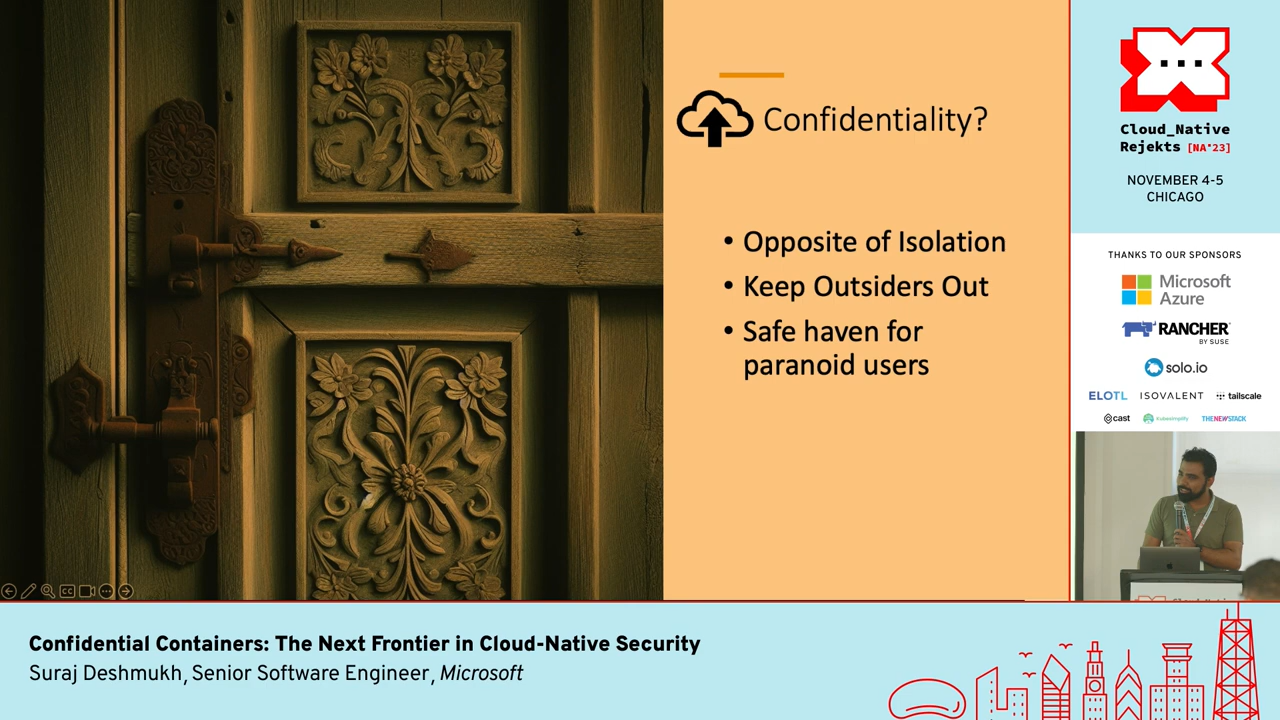 Confidentiality?
• Opposite of Isolation
• Keep Outsiders Out
• Safe haven for
paranoid users
Cloud_Native
Rejekts [NA'23]
NOVEMBER 4-5
CHICAGO
THANKS TO OUR SPONSORS
Microsoft
Azure
RANCHER
BY SUSE
solo.io
ELOTL ISOVALENT tailscale
cast kubesimplify THENEWSTACK
CC
Confidential Containers: The Next Frontier in Cloud-Native Security
Suraj Deshmukh, Senior Software Engineer, Microsoft